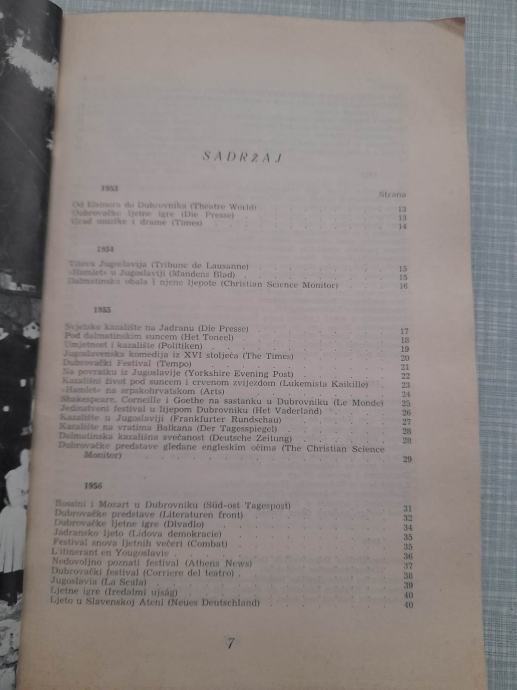 SADRŽAJ
1953
Strana
Od Elsinora do Dubrovnika (Theatre World) 13
Dubrovačke ljetne igre (Die Presse) 13
Grad muzike i drame (Times) 14
1954
Titova Jugoslavija (Tribune de Lausanne) 15
»Hamlet« u Jugoslaviji (Mandens Blad) 15
Dalmatinska obala i njene ljepote (Christian Science Monitor) 16
1955
Svjetsko kazalište na Jadranu (Die Presse) 17
Pod dalmatinskim suncem (Het Toneel) 18
Umjetnost i kazalište (Politiken) 19
Jugoslavenska komedija iz XVI stoljeća (The Times) 20
Dubrovački Festival (Tempo) 21
Na povratku iz Jugoslavije (Yorkshire Evening Post) 22
Kazališni život pod suncem i crvenom zvijezdom (Lukemista Kaikille) 23
»Hamlet« na srpskohrvatskom (Arts) 24
Shakespeare, Corneille i Goethe na sastanku u Dubrovniku (Le Monde) 25
Jedinstveni festival u lijepom Dubrovniku (Het Vaderland) 26
Kazalište u Jugoslaviji (Frankfurter Rundschau) 27
Kazalište na vratima Balkana (Der Tagesspiegel) 28
Dalmatinska kazališna svečanost (Deutsche Zeitung) 28
Dubrovačke predstave gledane engleskim očima (The Christian Science
Monitor) 29
1956
Rossini i Mozart u Dubrovniku (Süd-ost Tagespost) 31
Dubrovačke predstave (Literaturen front) 32
Dubrovačke ljetne igre (Divadlo) 34
Jadransko ljeto (Lidova demokracie) 35
Festival snova ljetnih večeri (Combat) 35
L'itinerant en Yougoslavie 36
Nedovoljno poznati festival (Athens News) 37
Dubrovački festival (Corriere del teatro) 38
Jugoslavia (La Scala) 39
Ljetne igre (Iredalmi ujság) 40
Ljeto u Slavenskoj Ateni (Neues Deutschland) 40
7